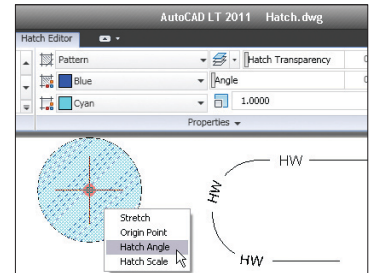 AutoCAD LT 2011 Hatch.dwg
Hatch Editor
Pattern
Hatch Transparency
Blue
Angle
Cyan
1.0000
Properties
HW
HW
HW
Stretch
Origin Point
Hatch Angle
Hatch Scale